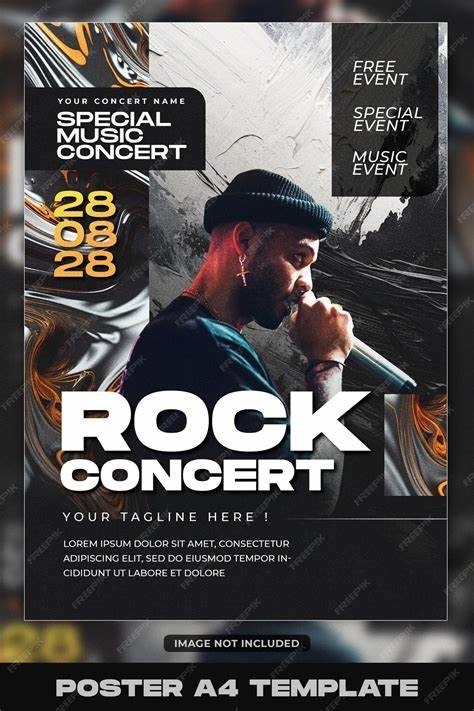 YOUR CONCERT NAME
SPECIAL
MUSIC
CONCERT
FREE
EVENT
SPECIAL
EVENT
MUSIC
EVENT
28
08
28
ROCK
CONCERT
YOUR TAGLINE HERE !
LOREM IPSUM DOLOR SIT AMET, CONSECTETUR
ADIPISCING ELIT, SED DO EIUSMOD TEMPOR IN-
CIDIDUNT UT LABORE ET DOLORE
28
IMAGE NOT INCLUDED
POSTER A4 TEMPLATE
FREEPIK